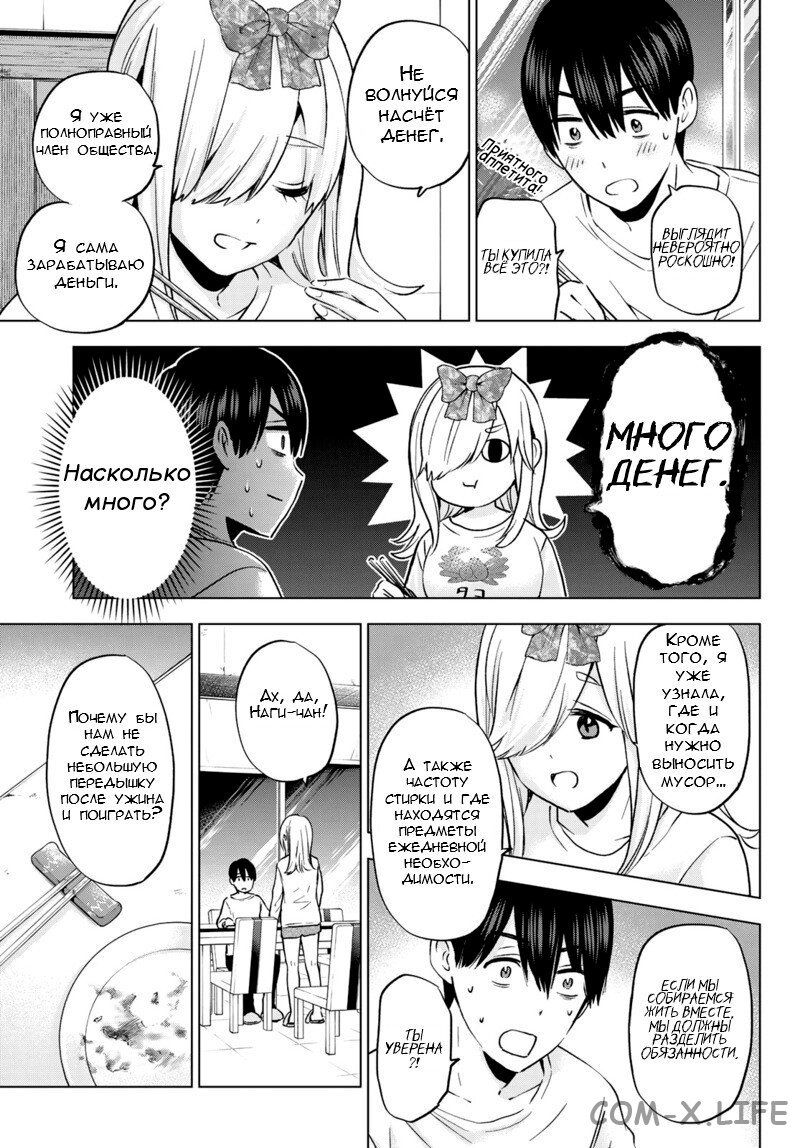 Приятного
аппетита!
Выглядит
невероятно
роскошно!
Ты купила
всё это?!
Не
волнуйся
насчёт
денег.
Я уже
полноправный
член общества.
Я сама
зарабатываю
деньги.
Много
денег.
Насколько
много?
Кроме
того, я
уже
узнала,
где и
когда
нужно
выносить
мусор...
А также
частоту
стирки и где
находятся
предметы
ежедневной
необхо-
димости.
Если мы
собираемся
жить вместе,
мы должны
разделить
обязанности.
Ты
уверена
?!
Ах, да,
Наги-чан!
Почему бы
нам не
сделать
небольшую
передышку
после ужина
и поиграть?
COM-X.LIFE